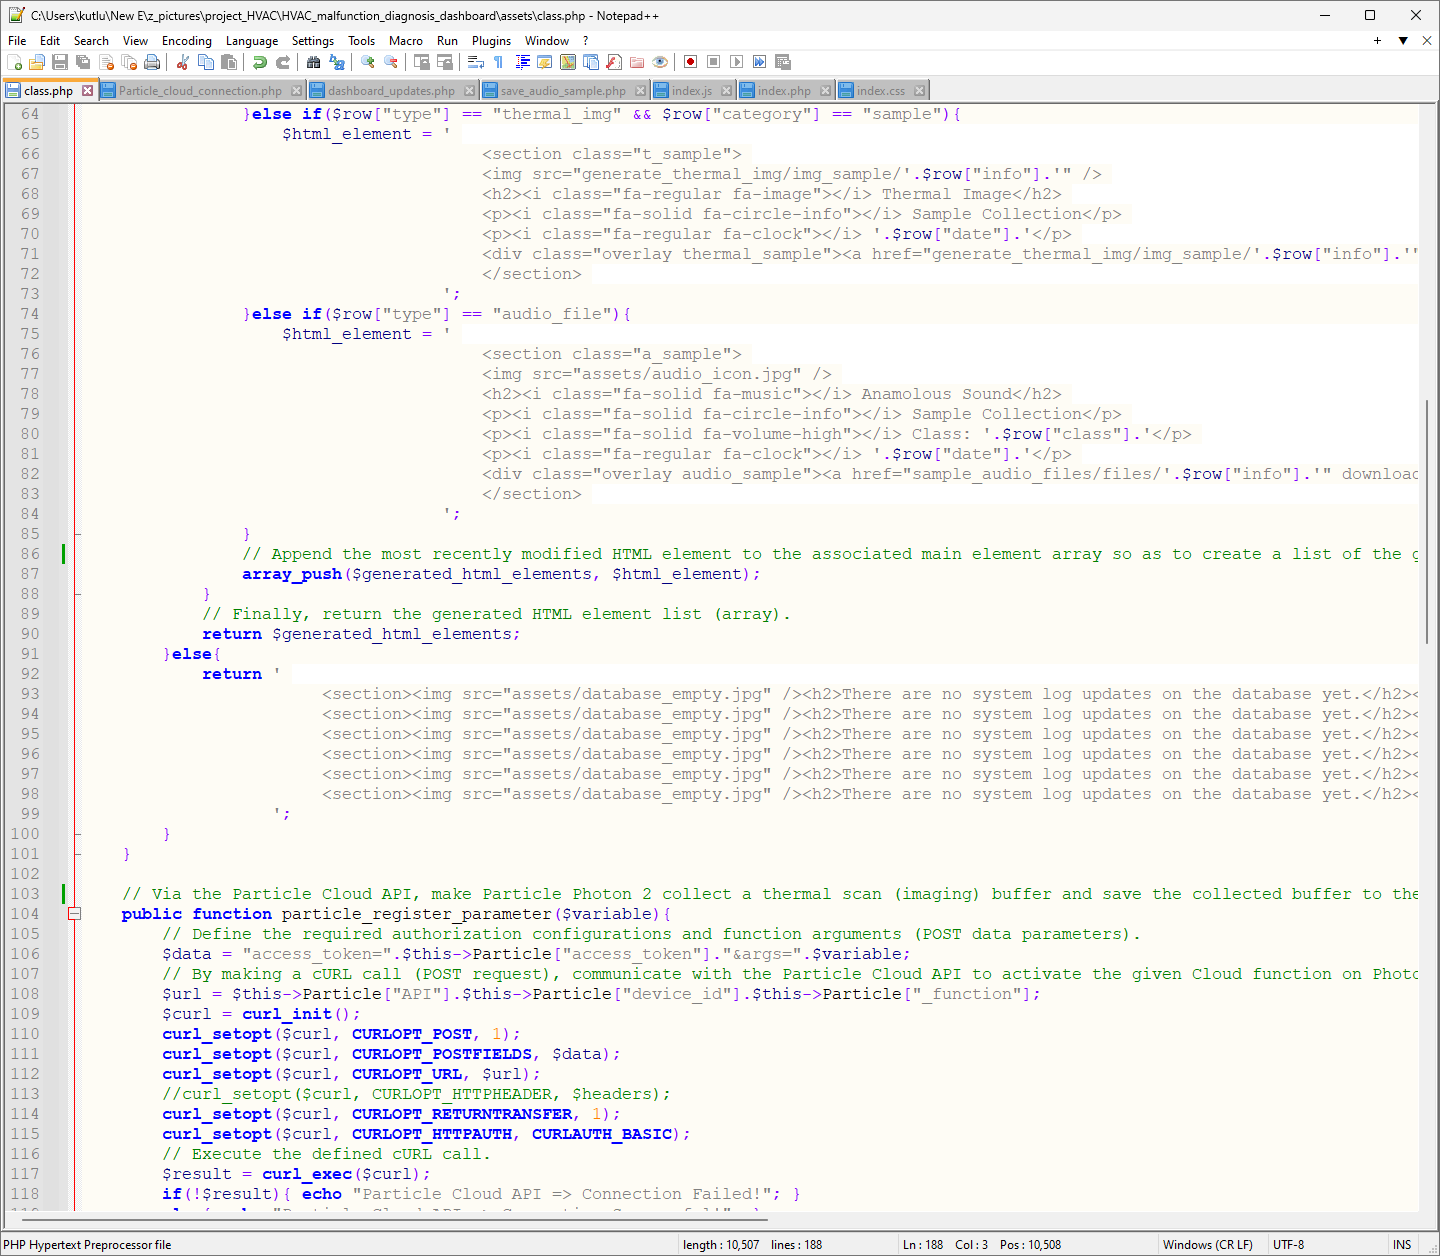 C:\Users\kutlu\New E\z_pictures\project_HVAC\HVAC_malfunction_diagnosis_dashboard\assets\class.php - Notepad++
File Edit Search View Encoding Language Settings Tools Macro Run Plugins Window ?
class.php Particle_cloud_connection.php dashboard_updates.php save_audio_sample.php index.js index.php index.css
64 }else if($row["type"] == "thermal_img" && $row["category"] == "sample"){
65 $html_element = '
66 <section class="t_sample">
67 <img src="generate_thermal_img/img_sample/'.$row["info"].'" />
68 <h2><i class="fa-regular fa-image"></i> Thermal Image</h2>
69 <p><i class="fa-solid fa-circle-info"></i> Sample Collection</p>
70 <p><i class="fa-regular fa-clock"></i> '.$row["date"].'</p>
71 <div class="overlay thermal_sample"><a href="generate_thermal_img/img_sample/'.$row["info"].'"
72 </section>
73 ';
74 }else if($row["type"] == "audio_file"){
75 $html_element = '
76 <section class="a_sample">
77 <img src="assets/audio_icon.jpg" />
78 <h2><i class="fa-solid fa-music"></i> Anamolous Sound</h2>
79 <p><i class="fa-solid fa-circle-info"></i> Sample Collection</p>
80 <p><i class="fa-solid fa-volume-high"></i> Class: '.$row["class"].'</p>
81 <p><i class="fa-regular fa-clock"></i> '.$row["date"].'</p>
82 <div class="overlay audio_sample"><a href="sample_audio_files/files/'.$row["info"].'" download
83 </section>
84 ';
85 }
86 // Append the most recently modified HTML element to the associated main element array so as to create a list of the g
87 array_push($generated_html_elements, $html_element);
88 }
89 // Finally, return the generated HTML element list (array).
90 return $generated_html_elements;
91 }else{
92 return '
93 <section><img src="assets/database_empty.jpg" /><h2>There are no system log updates on the database yet.</h2><
94 <section><img src="assets/database_empty.jpg" /><h2>There are no system log updates on the database yet.</h2><
95 <section><img src="assets/database_empty.jpg" /><h2>There are no system log updates on the database yet.</h2><
96 <section><img src="assets/database_empty.jpg" /><h2>There are no system log updates on the database yet.</h2><
97 <section><img src="assets/database_empty.jpg" /><h2>There are no system log updates on the database yet.</h2><
98 <section><img src="assets/database_empty.jpg" /><h2>There are no system log updates on the database yet.</h2><
99 ';
100 }
101 }
102
103 // Via the Particle Cloud API, make Particle Photon 2 collect a thermal scan (imaging) buffer and save the collected buffer to the
104 public function particle_register_parameter($variable){
105 // Define the required authorization configurations and function arguments (POST data parameters).
106 $data = "access_token=".$this->Particle["access_token"]."&args=".$variable;
107 // By making a cURL call (POST request), communicate with the Particle Cloud API to activate the given Cloud function on Photo
108 $url = $this->Particle["API"].$this->Particle["device_id"].$this->Particle["_function"];
109 $curl = curl_init();
110 curl_setopt($curl, CURLOPT_POST, 1);
111 curl_setopt($curl, CURLOPT_POSTFIELDS, $data);
112 curl_setopt($curl, CURLOPT_URL, $url);
113 //curl_setopt($curl, CURLOPT_HTTPHEADER, $headers);
114 curl_setopt($curl, CURLOPT_RETURNTRANSFER, 1);
115 curl_setopt($curl, CURLOPT_HTTPAUTH, CURLAUTH_BASIC);
116 // Execute the defined cURL call.
117 $result = curl_exec($curl);
118 if(!$result){ echo "Particle Cloud API => Connection Failed!"; }
PHP Hypertext Preprocessor file length : 10,507 lines : 188 Ln : 188 Col : 3 Pos : 10,508 Windows (CR LF) UTF-8 INS